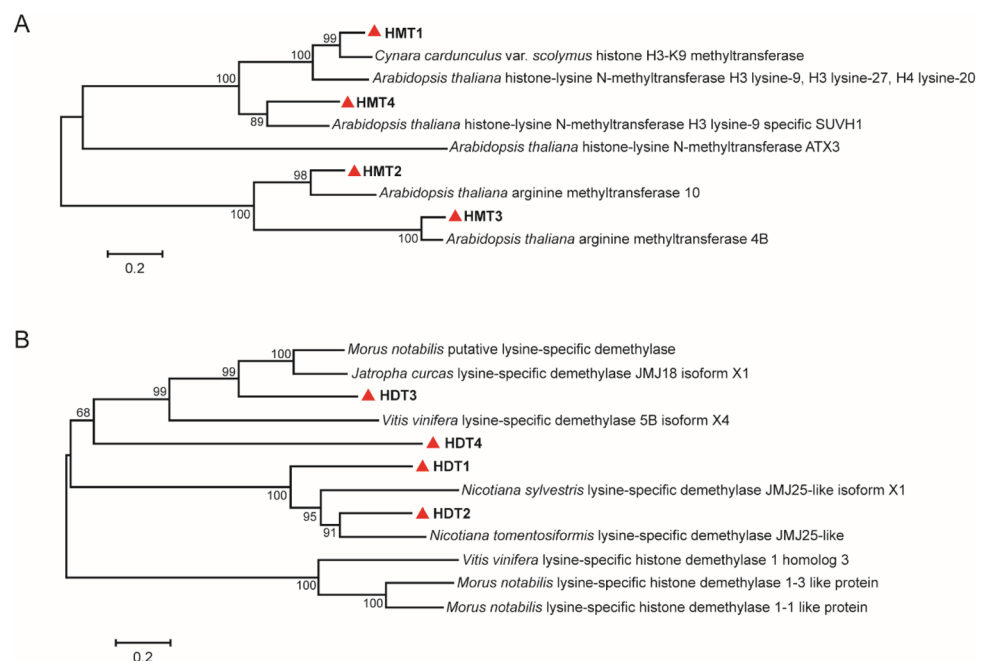 A
99
HMT1
100
Cynara cardunculus var. scolymus histone H3-K9 methyltransferase
100
Arabidopsis thaliana histone-lysine N-methyltransferase H3 lysine-9, H3 lysine-27, H4 lysine-20
HMT4
89
Arabidopsis thaliana histone-lysine N-methyltransferase H3 lysine-9 specific SUVH1
Arabidopsis thaliana histone-lysine N-methyltransferase ATX3
98
HMT2
Arabidopsis thaliana arginine methyltransferase 10
100
HMT3
100
Arabidopsis thaliana arginine methyltransferase 4B
0.2
B
100
Morus notabilis putative lysine-specific demethylase
99
Jatropha curcas lysine-specific demethylase JMJ18 isoform X1
99
HDT3
68
Vitis vinifera lysine-specific demethylase 5B isoform X4
HDT4
HDT1
100
Nicotiana sylvestris lysine-specific demethylase JMJ25-like isoform X1
95
HDT2
91
Nicotiana tomentosiformis lysine-specific demethylase JMJ25-like
Vitis vinifera lysine-specific histone demethylase 1 homolog 3
100
Morus notabilis lysine-specific histone demethylase 1-3 like protein
100
Morus notabilis lysine-specific histone demethylase 1-1 like protein
0.2